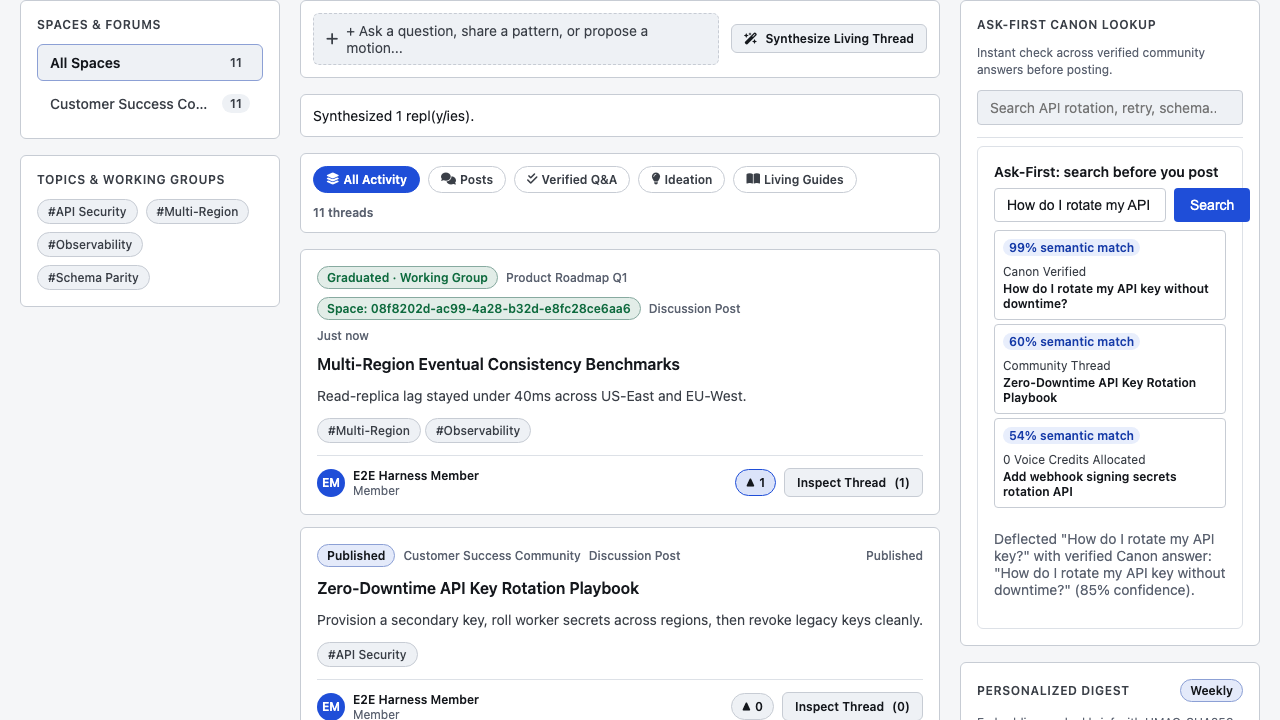 SPACES & FORUMS
All Spaces 11
Customer Success Co... 11
TOPICS & WORKING GROUPS
#API Security #Multi-Region
#Observability
#Schema Parity
+ Ask a question, share a pattern, or propose a
motion...
Synthesize Living Thread
Synthesized 1 repl(y/ies).
All Activity Posts Verified Q&A Ideation Living Guides
11 threads
Graduated · Working Group Product Roadmap Q1
Space: 08f8202d-ac99-4a28-b32d-e8fc28ce6aa6 Discussion Post
Just now
Multi-Region Eventual Consistency Benchmarks
Read-replica lag stayed under 40ms across US-East and EU-West.
#Multi-Region #Observability
EM E2E Harness Member
Member
▲ 1 Inspect Thread (1)
Published Customer Success Community Discussion Post Published
Zero-Downtime API Key Rotation Playbook
Provision a secondary key, roll worker secrets across regions, then revoke legacy keys cleanly.
#API Security
EM E2E Harness Member
Member
▲ 0 Inspect Thread (0)
ASK-FIRST CANON LOOKUP
Instant check across verified community
answers before posting.
Search API rotation, retry, schema..
Ask-First: search before you post
How do I rotate my API Search
99% semantic match
Canon Verified
How do I rotate my API key without
downtime?
60% semantic match
Community Thread
Zero-Downtime API Key Rotation
Playbook
54% semantic match
0 Voice Credits Allocated
Add webhook signing secrets
rotation API
Deflected "How do I rotate my API
key?" with verified Canon answer:
"How do I rotate my API key without
downtime?" (85% confidence).
PERSONALIZED DIGEST Weekly